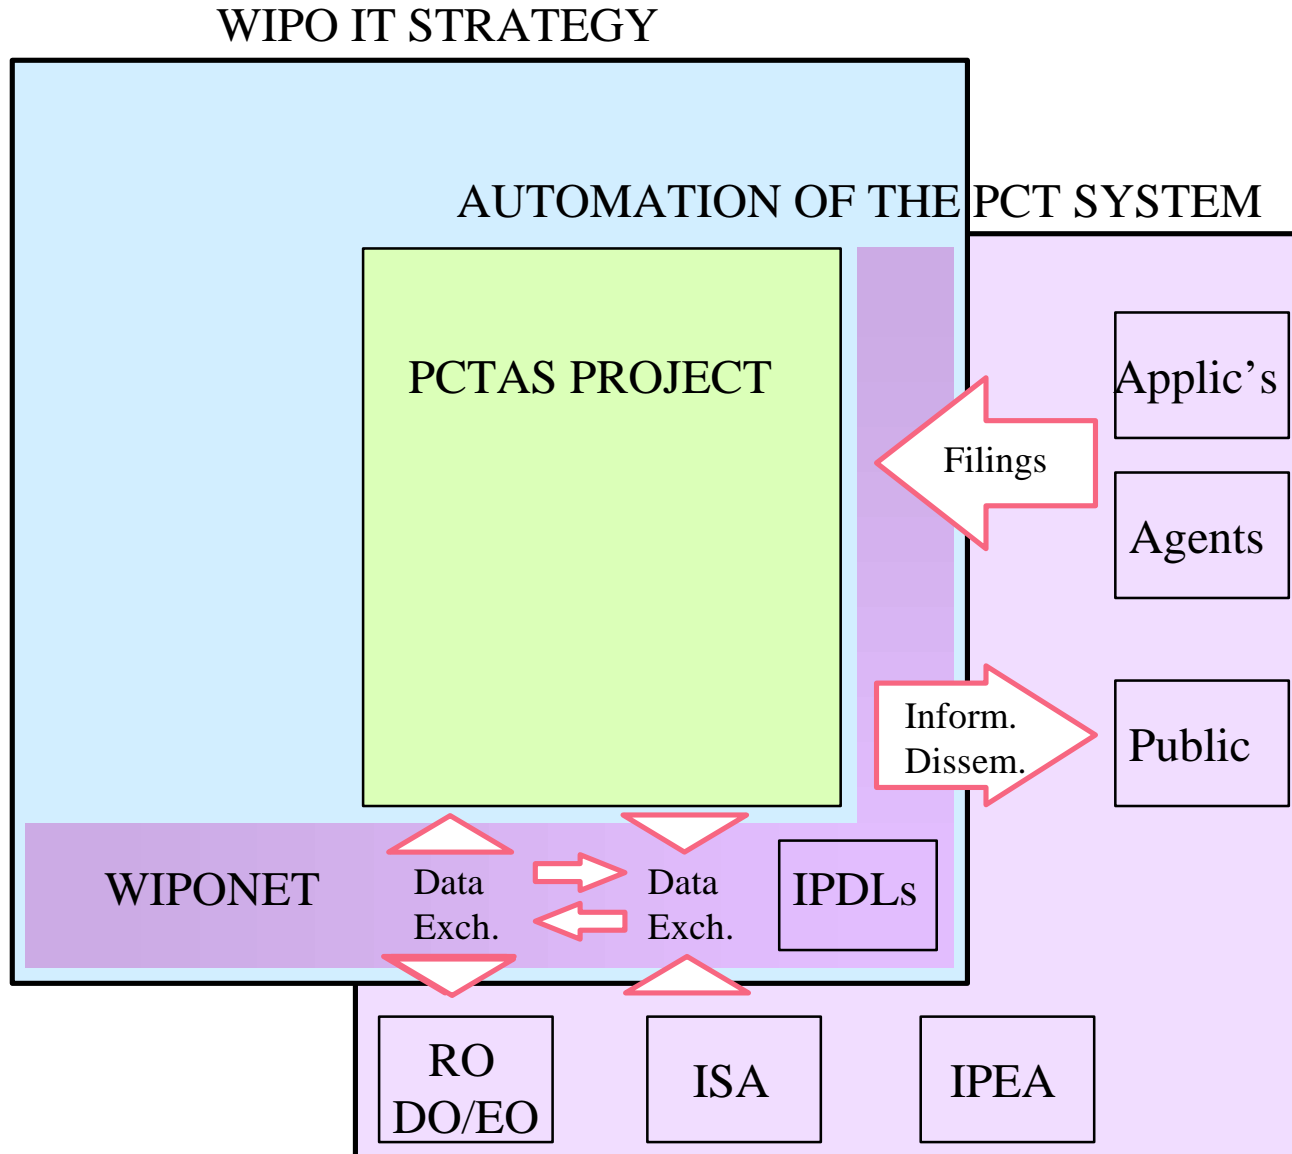 WIPO IT STRATEGY
AUTOMATION OF THE PCT SYSTEM
PCTAS PROJECT
Applic’s
Filings
Agents
Inform.
Dissem.
Public
WIPONET
Data
Exch.
Data
Exch.
IPDLs
RO
DO/EO
ISA
IPEA